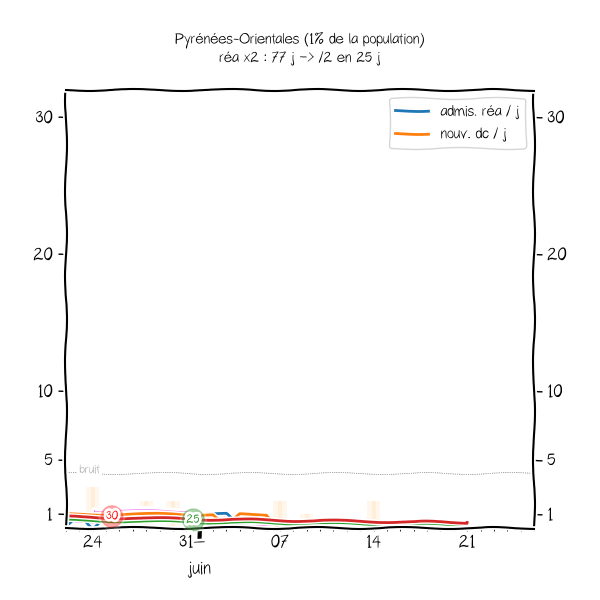 Pyrénées-Orientales (1% de la population)
réa x2 : 77 j -> /2 en 25 j
admis. réa / j
nouv. dc / j
30
30
20
20
10
10
5
5
bruit
1
1
30
25
24
31
07
14
21
juin